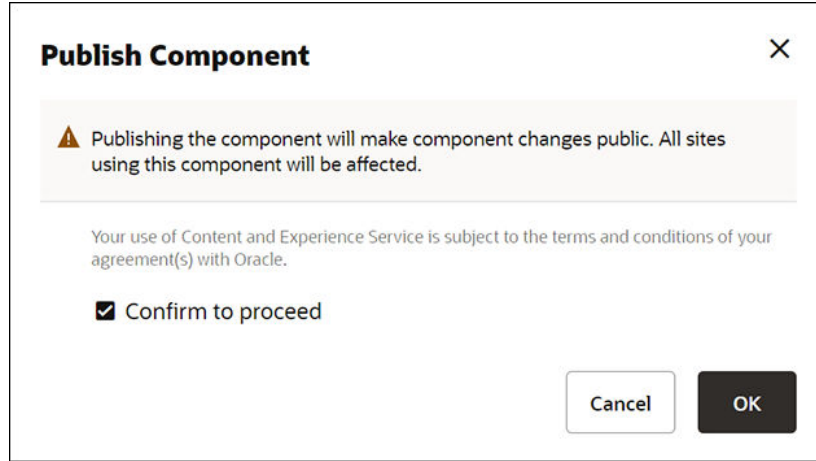 Publish Component
Publishing the component will make component changes public. All sites
using this component will be affected.
Your use of Content and Experience Service is subject to the terms and conditions of your
agreement(s) with Oracle.
Confirm to proceed
Cancel
OK